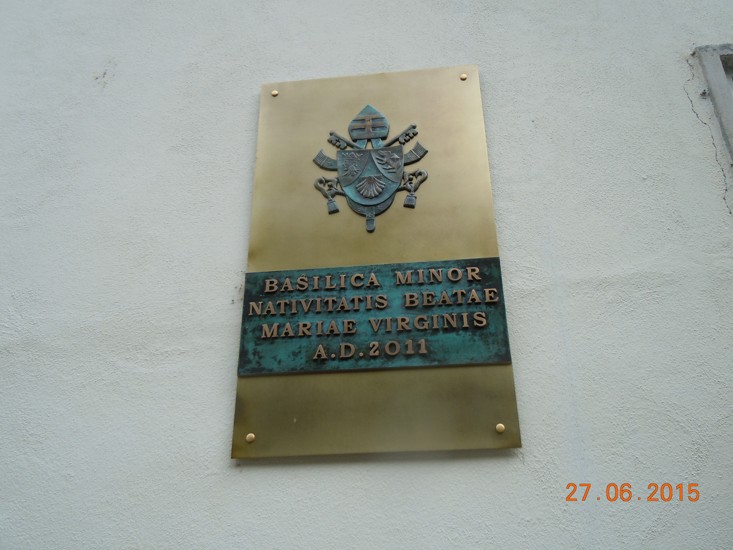 BASILICA MINOR
NATIVITATIS BEATAE
MARIAE VIRGINIS
A.D.2011
27.06.2015